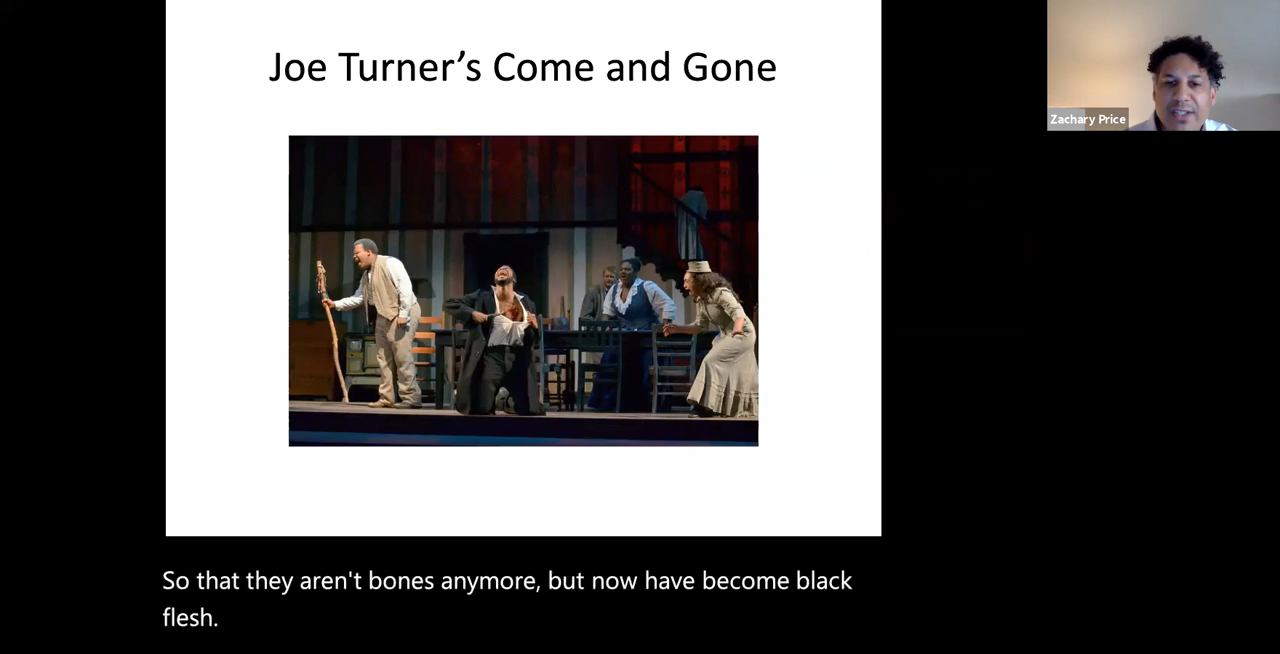 Joe Turner’s Come and Gone
Zachary Price
So that they aren't bones anymore, but now have become black
flesh.